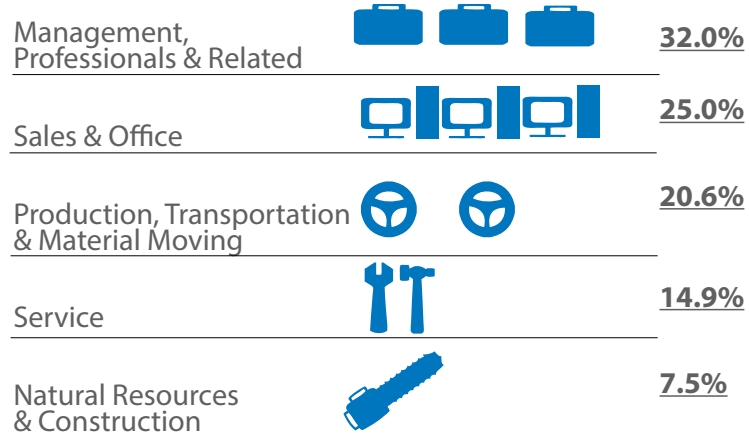 Management,
Professionals & Related
32.0%
Sales & Office
25.0%
Production, Transportation
& Material Moving
20.6%
Service
14.9%
Natural Resources
& Construction
7.5%